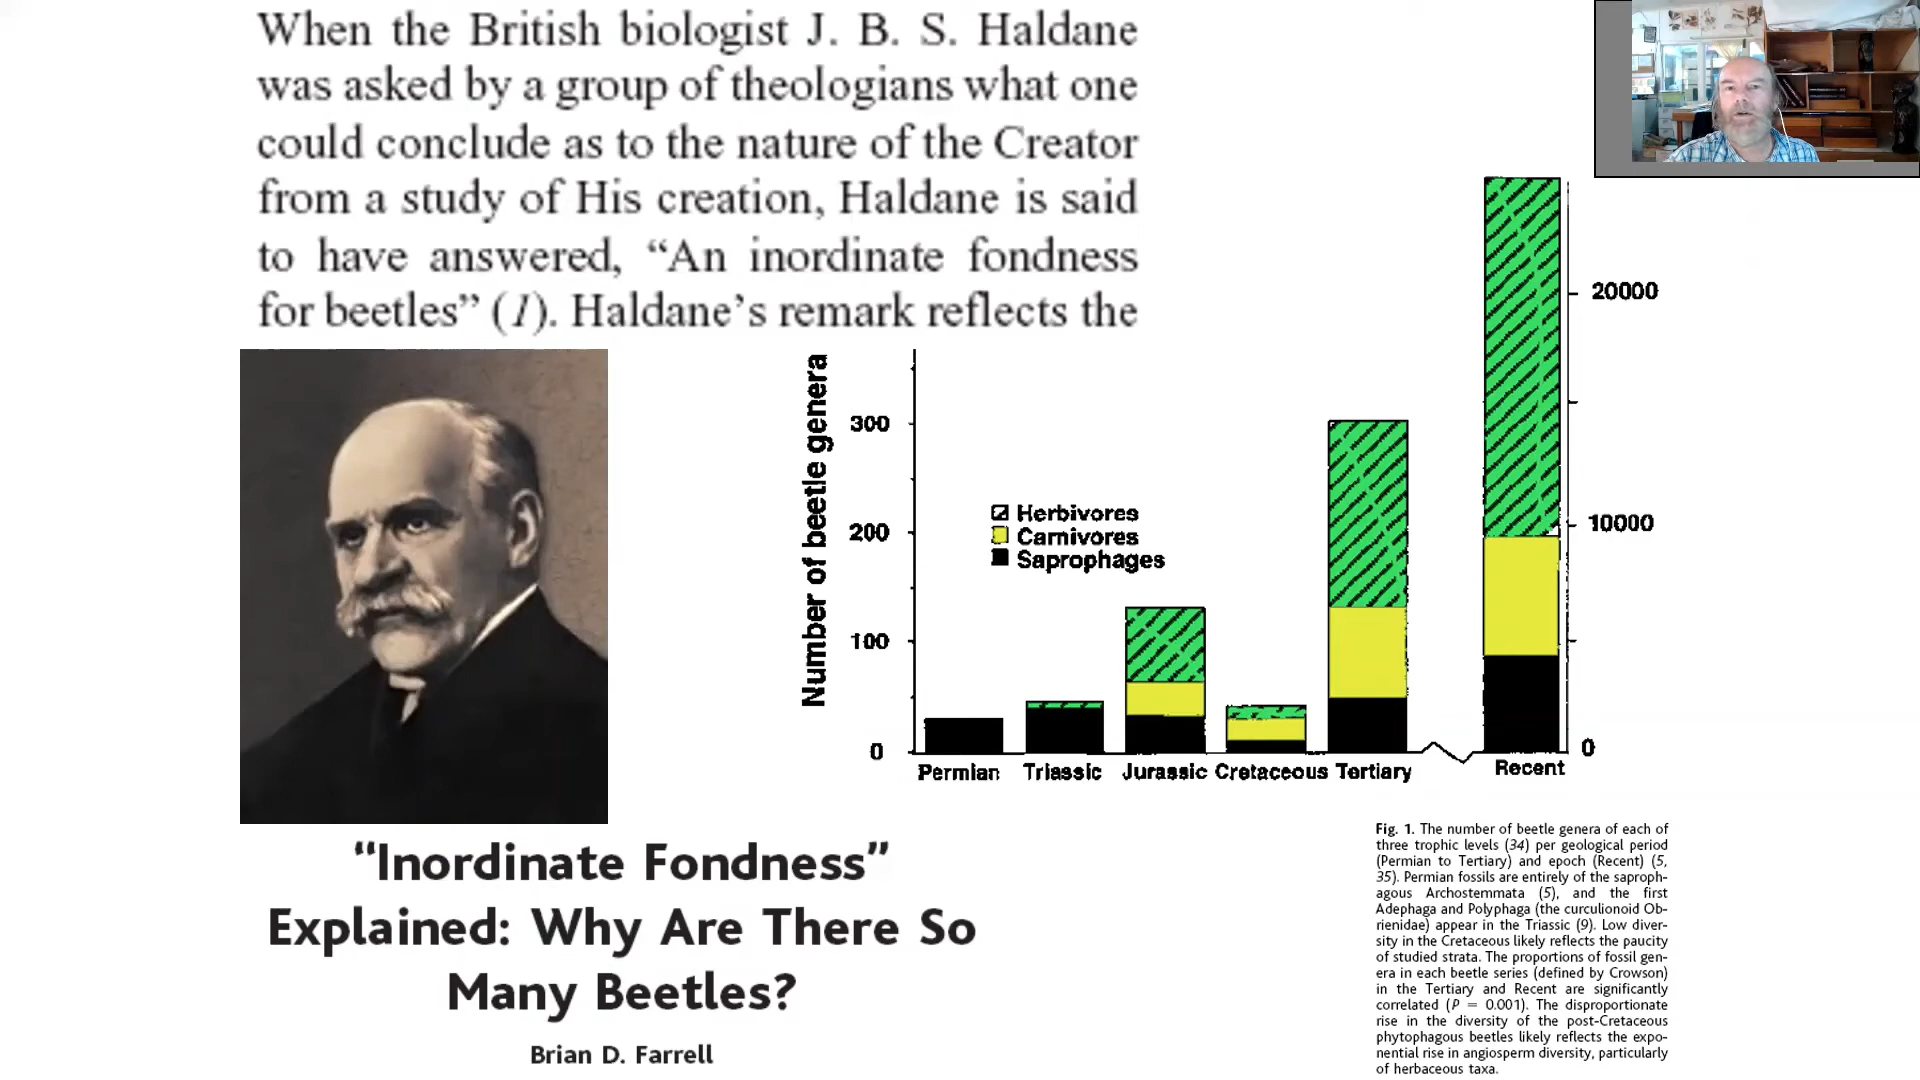 When the British biologist J. B. S. Haldane
was asked by a group of theologians what one
could conclude as to the nature of the Creator
from a study of His creation, Haldane is said
to have answered, “An inordinate fondness
for beetles” (1). Haldane’s remark reflects the
Number of beetle genera
300
200
100
0
Herbivores
Carnivores
Saprophages
Permian
Triassic
Jurassic
Cretaceous
Tertiary
Recent
20000
10000
0
“Inordinate Fondness”
Explained: Why Are There So
Many Beetles?
Brian D. Farrell
Fig. 1. The number of beetle genera of each of
three trophic levels (34) per geological period
(Permian to Tertiary) and epoch (Recent) (5,
35). Permian fossils are entirely of the saproph-
agous Archostemmata (5), and the first
Adephaga and Polyphaga (the curculionoid Ob-
rienidae) appear in the Triassic (9). Low diver-
sity in the Cretaceous likely reflects the paucity
of studied strata. The proportions of fossil gen-
era in each beetle series (defined by Crowson)
in the Tertiary and Recent are significantly
correlated (P = 0.001). The disproportionate
rise in the diversity of the post-Cretaceous
phytophagous beetles likely reflects the expo-
nential rise in angiosperm diversity, particularly
of herbaceous taxa.